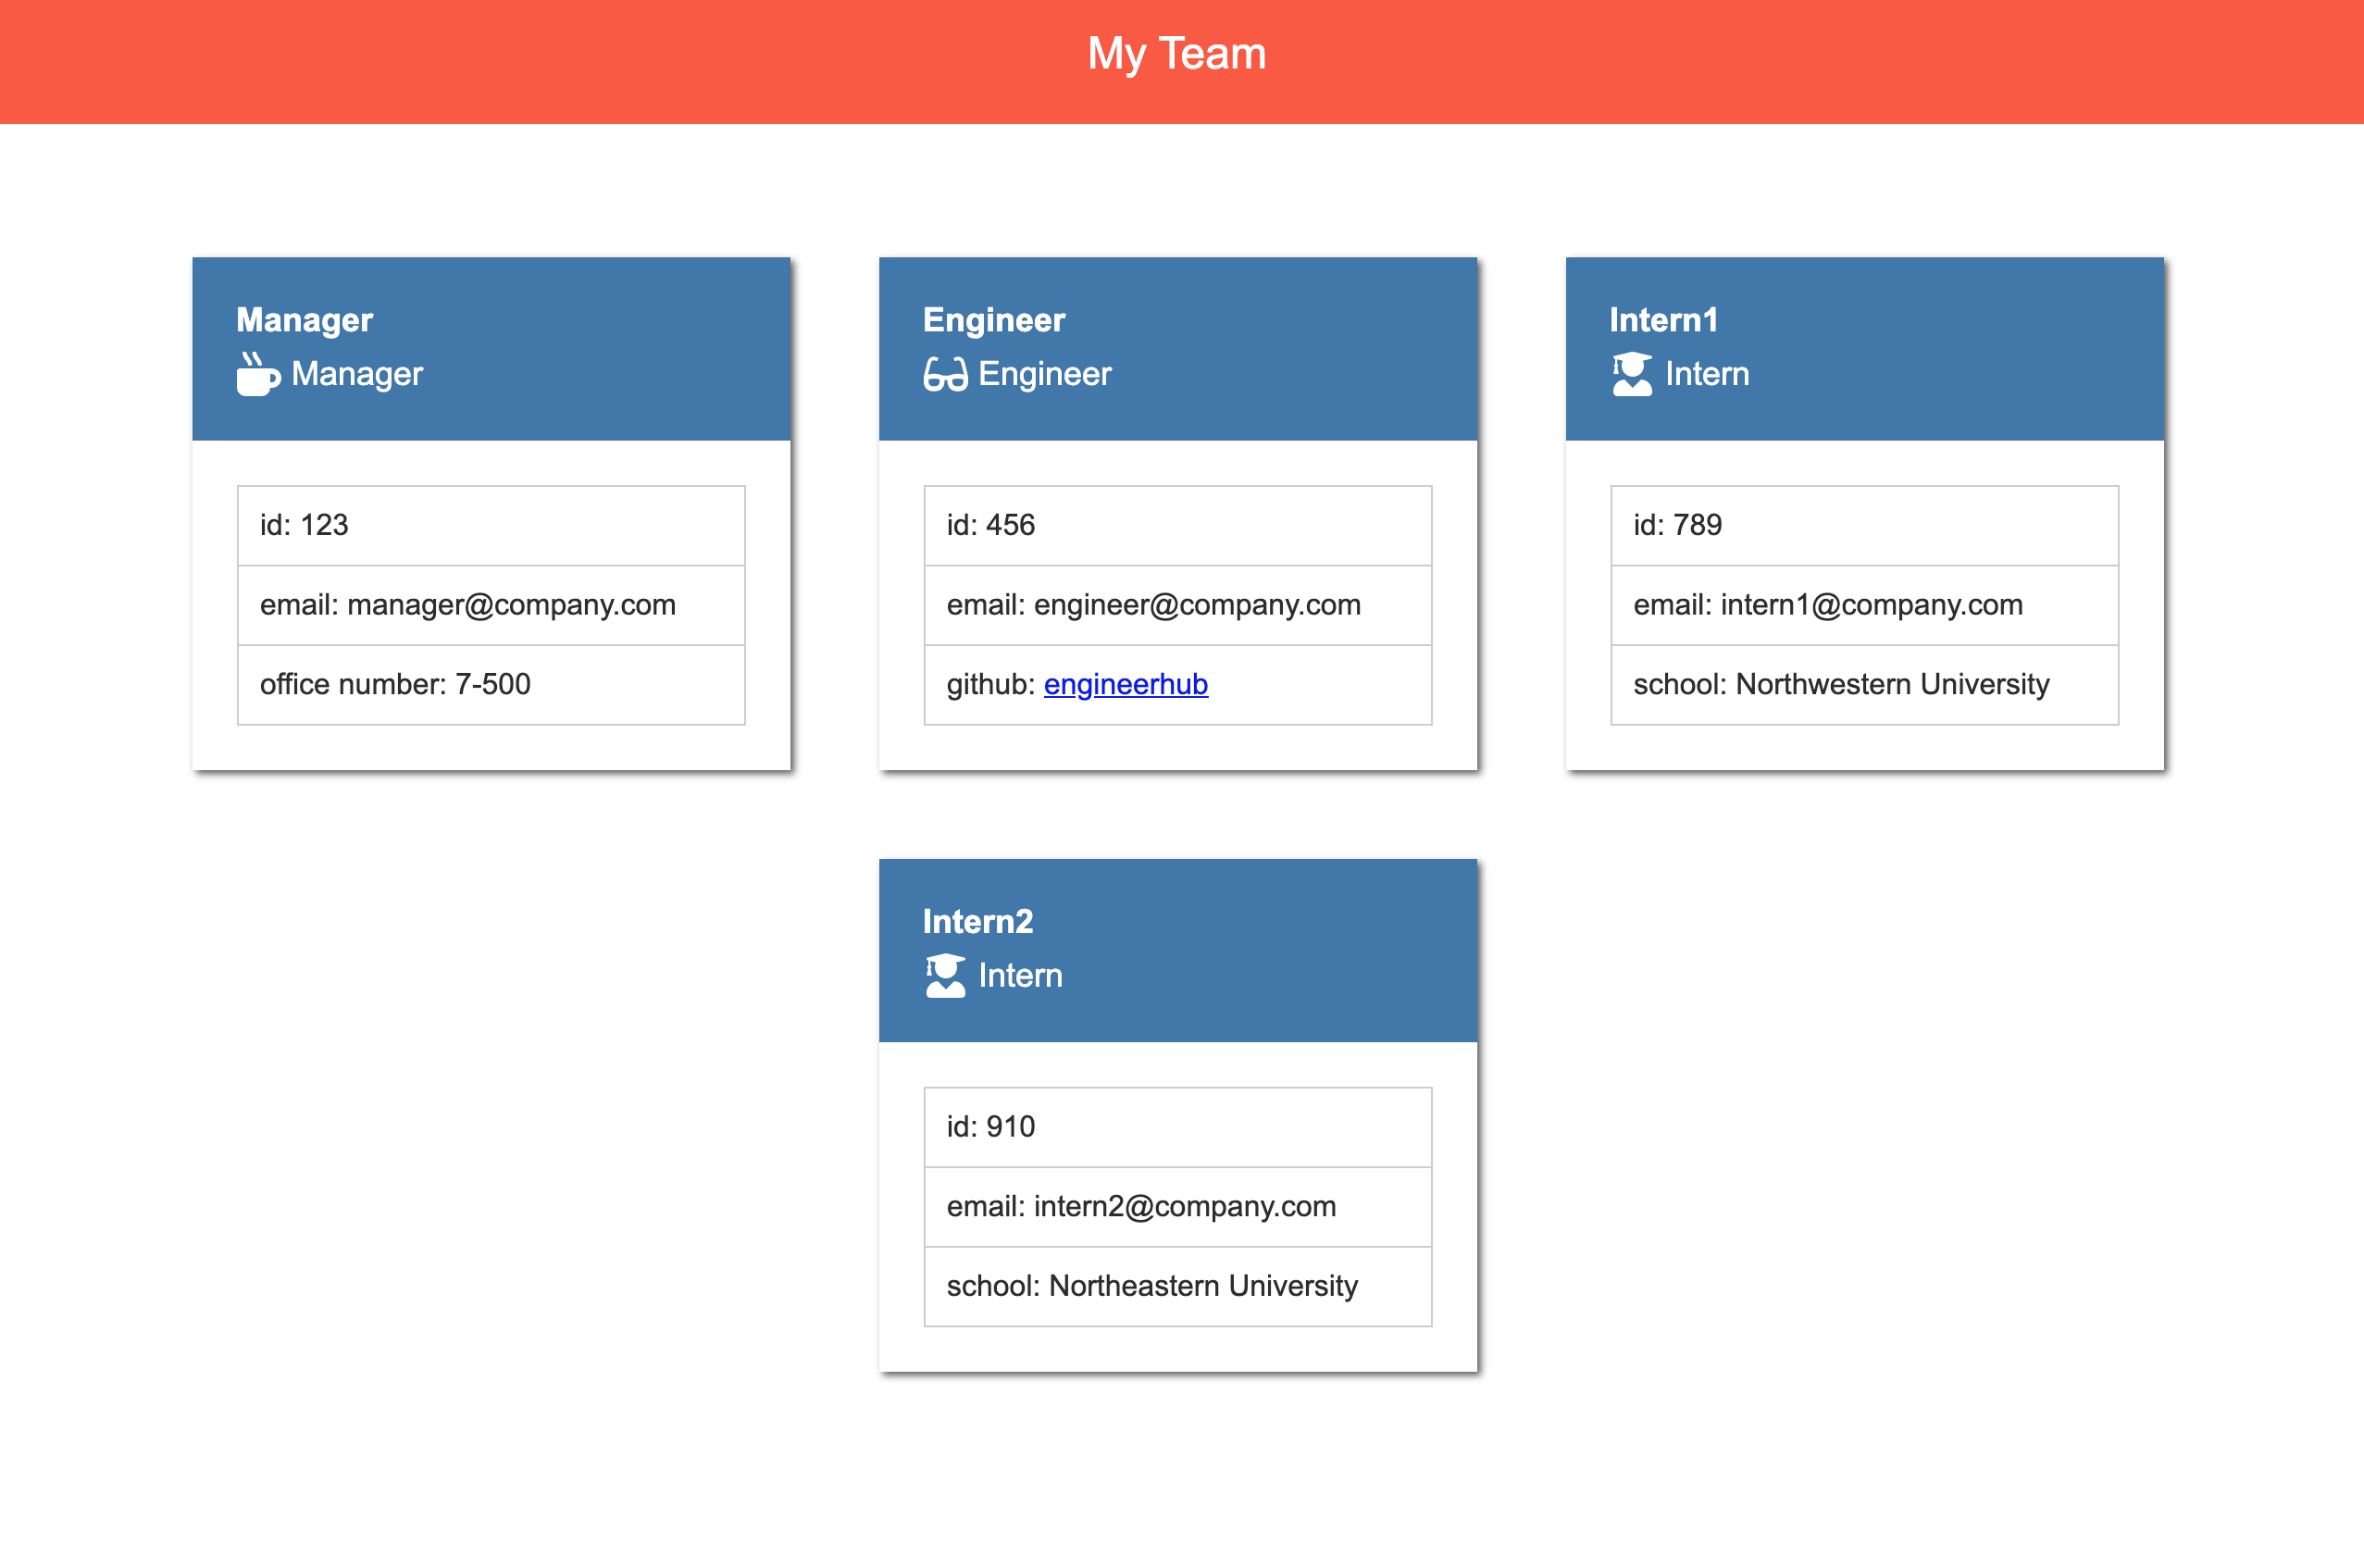 My Team
Manager
Manager
id: 123
email: manager@company.com
office number: 7-500
Engineer
Engineer
id: 456
email: engineer@company.com
github: engineerhub
Intern1
Intern
id: 789
email: intern1@company.com
school: Northwestern University
Intern2
Intern
id: 910
email: intern2@company.com
school: Northeastern University